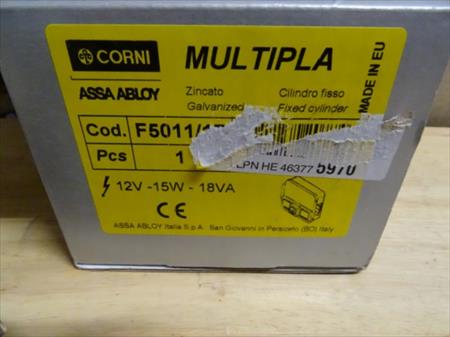 CORNI MULTIPLA
ASSA ABLOY
Zincato
Galvanized
Cilindro fisso
Fixed cylinder
MADE IN EU
Cod. F5011/
Pcs 1
LPN HE 46377 5970
12V -15W - 18VA
CE
ASSA ABLOY Italia S.p.A. San Giovanni in Persiceto (BO) Italy